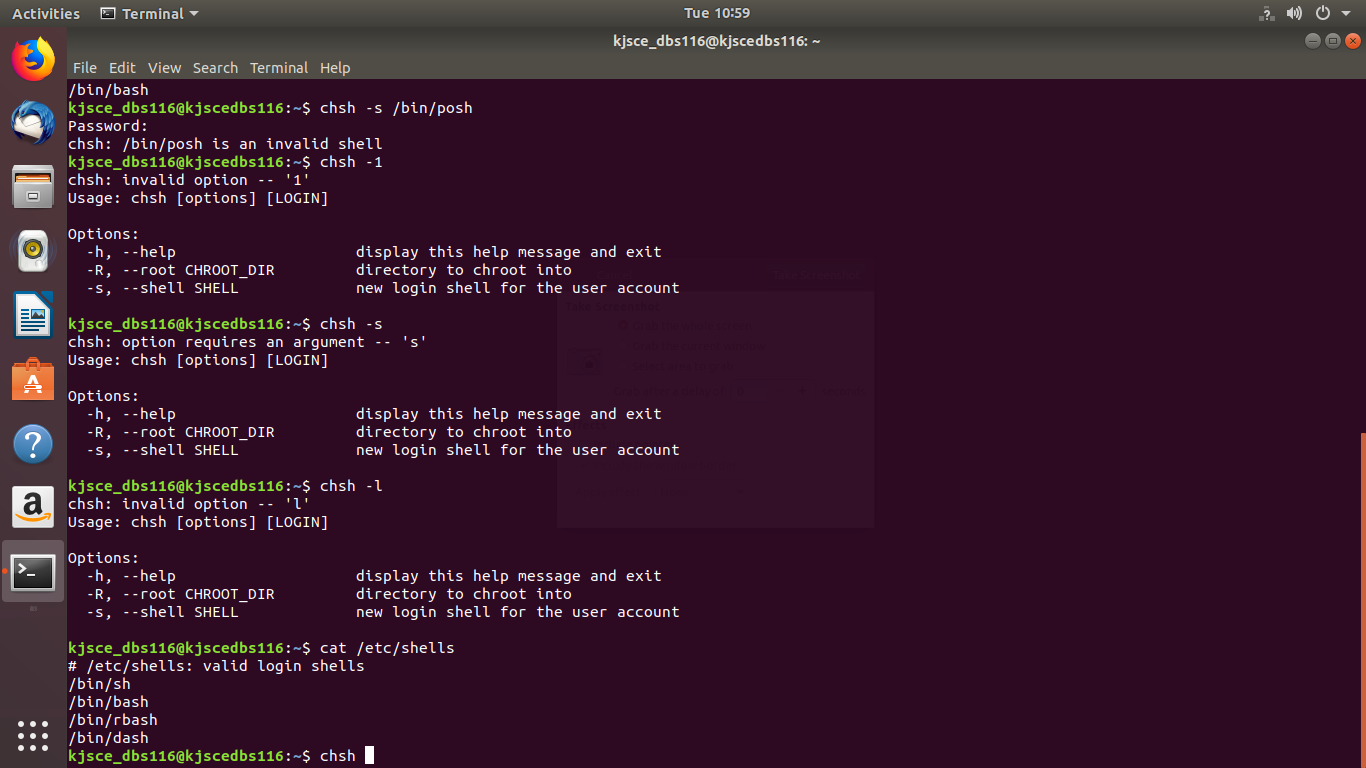 Activities Terminal Tue 10:59
kjsce_dbs116@kjscedbs116: ~
File Edit View Search Terminal Help
/bin/bash
kjsce_dbs116@kjscedbs116:~$ chsh -s /bin/posh
Password:
chsh: /bin/posh is an invalid shell
kjsce_dbs116@kjscedbs116:~$ chsh -1
chsh: invalid option -- '1'
Usage: chsh [options] [LOGIN]
Options:
-h, --help display this help message and exit
-R, --root CHROOT_DIR directory to chroot into
-s, --shell SHELL new login shell for the user account
kjsce_dbs116@kjscedbs116:~$ chsh -s
chsh: option requires an argument -- 's'
Usage: chsh [options] [LOGIN]
Options:
-h, --help display this help message and exit
-R, --root CHROOT_DIR directory to chroot into
-s, --shell SHELL new login shell for the user account
kjsce_dbs116@kjscedbs116:~$ chsh -l
chsh: invalid option -- 'l'
Usage: chsh [options] [LOGIN]
Options:
-h, --help display this help message and exit
-R, --root CHROOT_DIR directory to chroot into
-s, --shell SHELL new login shell for the user account
kjsce_dbs116@kjscedbs116:~$ cat /etc/shells
# /etc/shells: valid login shells
/bin/sh
/bin/bash
/bin/rbash
/bin/dash
kjsce_dbs116@kjscedbs116:~$ chsh